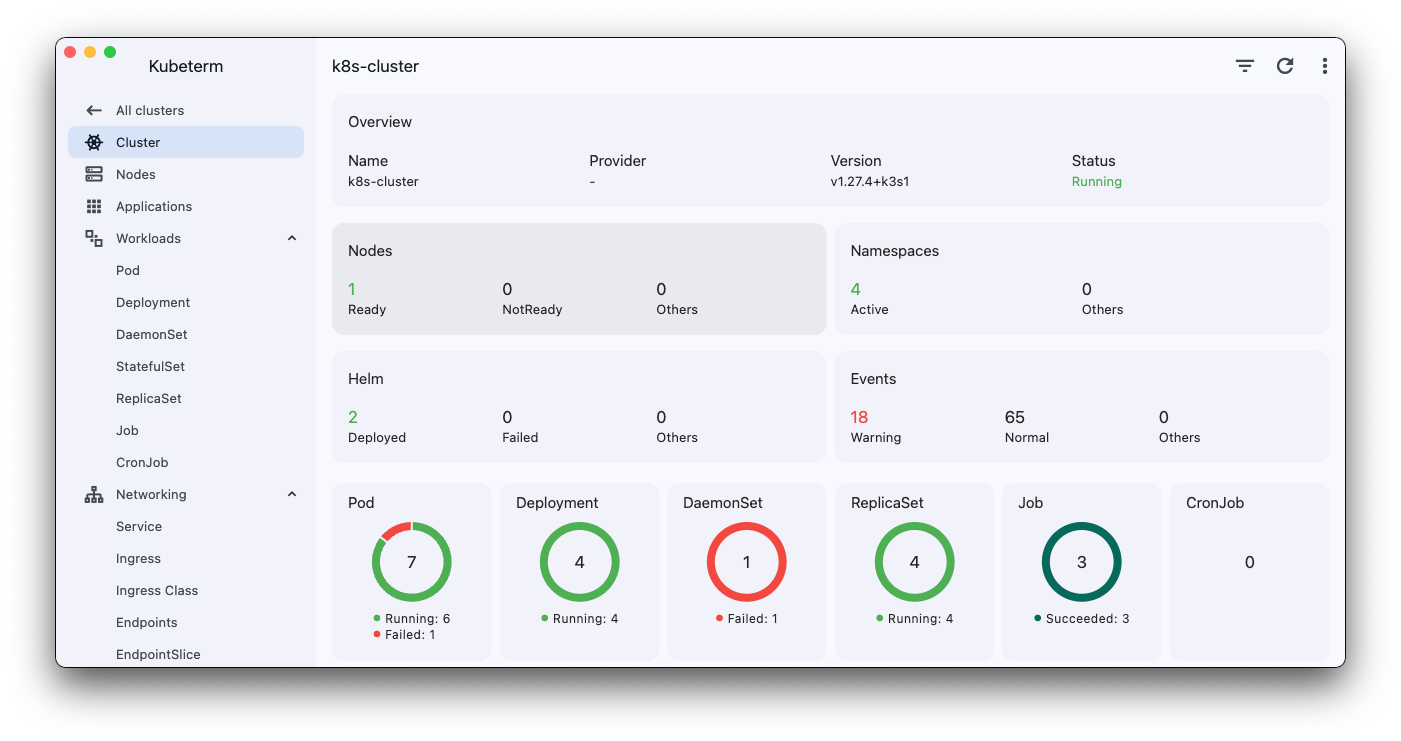 Kubeterm
All clusters
Cluster
Nodes
Applications
Workloads
Pod
Deployment
DaemonSet
StatefulSet
ReplicaSet
Job
CronJob
Networking
Service
Ingress
Ingress Class
Endpoints
EndpointSlice
k8s-cluster
Overview
Name Provider Version Status
k8s-cluster - v1.27.4+k3s1 Running
Nodes
1 0 0
Ready NotReady Others
Namespaces
4 0
Active Others
Helm
2 0 0
Deployed Failed Others
Events
18 65 0
Warning Normal Others
Pod
7
Running: 6
Failed: 1
Deployment
4
Running: 4
DaemonSet
1
Failed: 1
ReplicaSet
4
Running: 4
Job
3
Succeeded: 3
CronJob
0